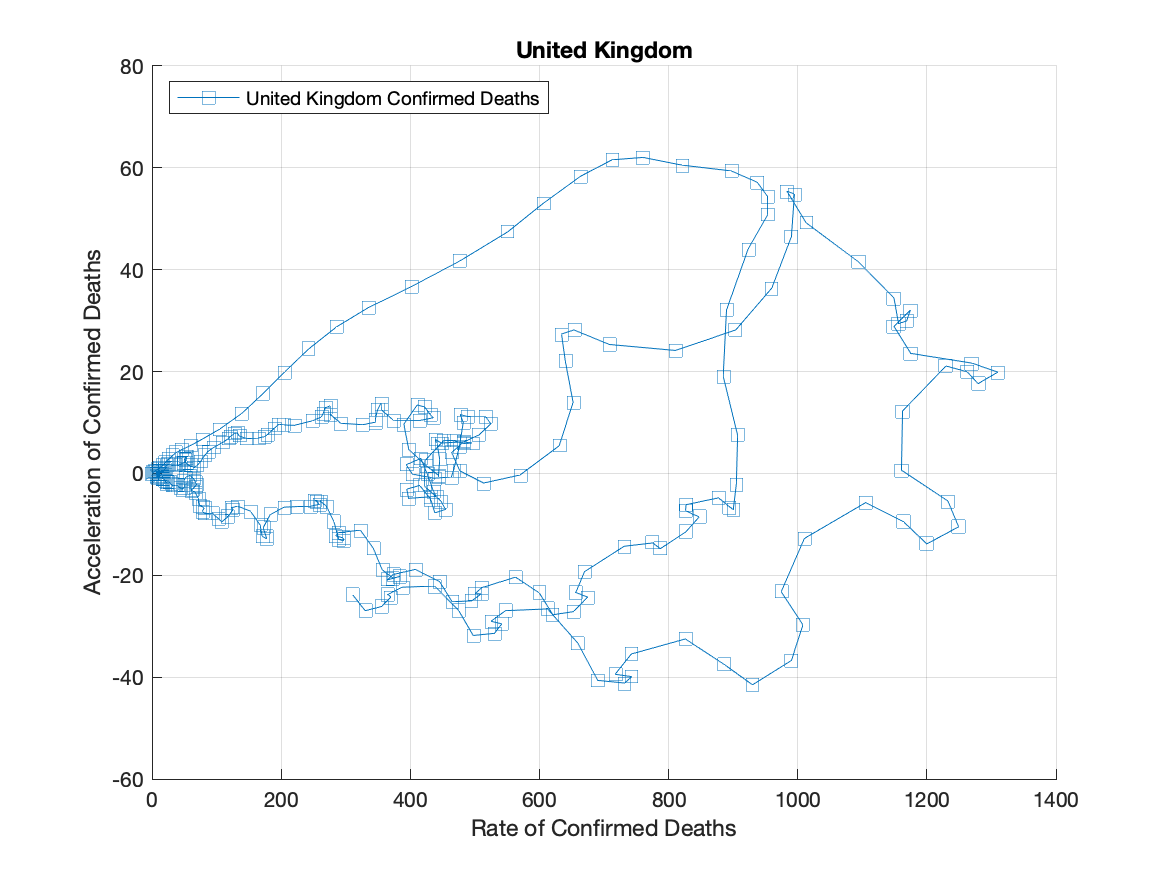 United Kingdom
United Kingdom Confirmed Deaths
80
60
40
20
0
-20
-40
-60
Acceleration of Confirmed Deaths
0 200 400 600 800 1000 1200 1400
Rate of Confirmed Deaths